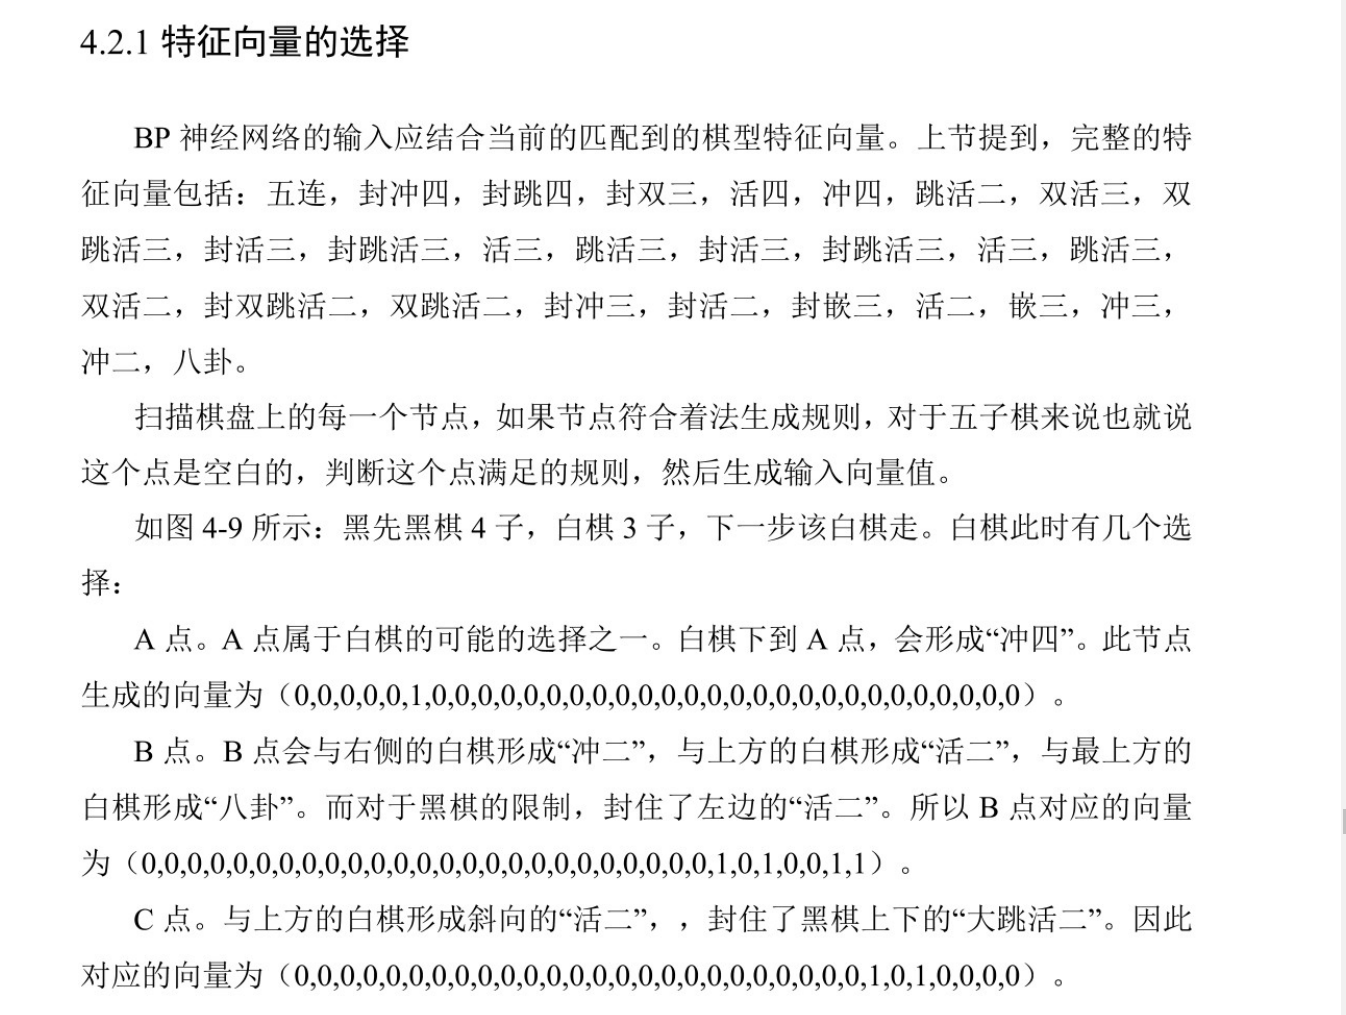 4.2.1 特征向量的选择
BP 神经网络的输入应结合当前的匹配到的棋型特征向量。上节提到，完整的特
征向量包括：五连，封冲四，封跳四，封双三，活四，冲四，跳活二，双活三，双
跳活三，封活三，封跳活三，活三，跳活三，封活三，封跳活三，活三，跳活三，
双活二，封双跳活二，双跳活二，封冲三，封活二，封嵌三，活二，嵌三，冲三，
冲二，八卦。
扫描棋盘上的每一个节点，如果节点符合着法生成规则，对于五子棋来说也就说
这个点是空白的，判断这个点满足的规则，然后生成输入向量值。
如图 4-9 所示：黑先黑棋 4 子，白棋 3 子，下一步该白棋走。白棋此时有几个选
择：
A 点。A 点属于白棋的可能的选择之一。白棋下到 A 点，会形成“冲四”。此节点
生成的向量为（0,0,0,0,0,1,0,0,0,0,0,0,0,0,0,0,0,0,0,0,0,0,0,0,0,0,0,0,0,0,0,0）。
B 点。B 点会与右侧的白棋形成“冲二”，与上方的白棋形成“活二”，与最上方的
白棋形成“八卦”。而对于黑棋的限制，封住了左边的“活二”。所以 B 点对应的向量
为（0,0,0,0,0,0,0,0,0,0,0,0,0,0,0,0,0,0,0,0,0,0,0,0,0,1,0,1,0,0,1,1）。
C 点。与上方的白棋形成斜向的“活二”，，封住了黑棋上下的“大跳活二”。因此
对应的向量为（0,0,0,0,0,0,0,0,0,0,0,0,0,0,0,0,0,0,0,0,0,0,0,0,0,1,0,1,0,0,0,0）。